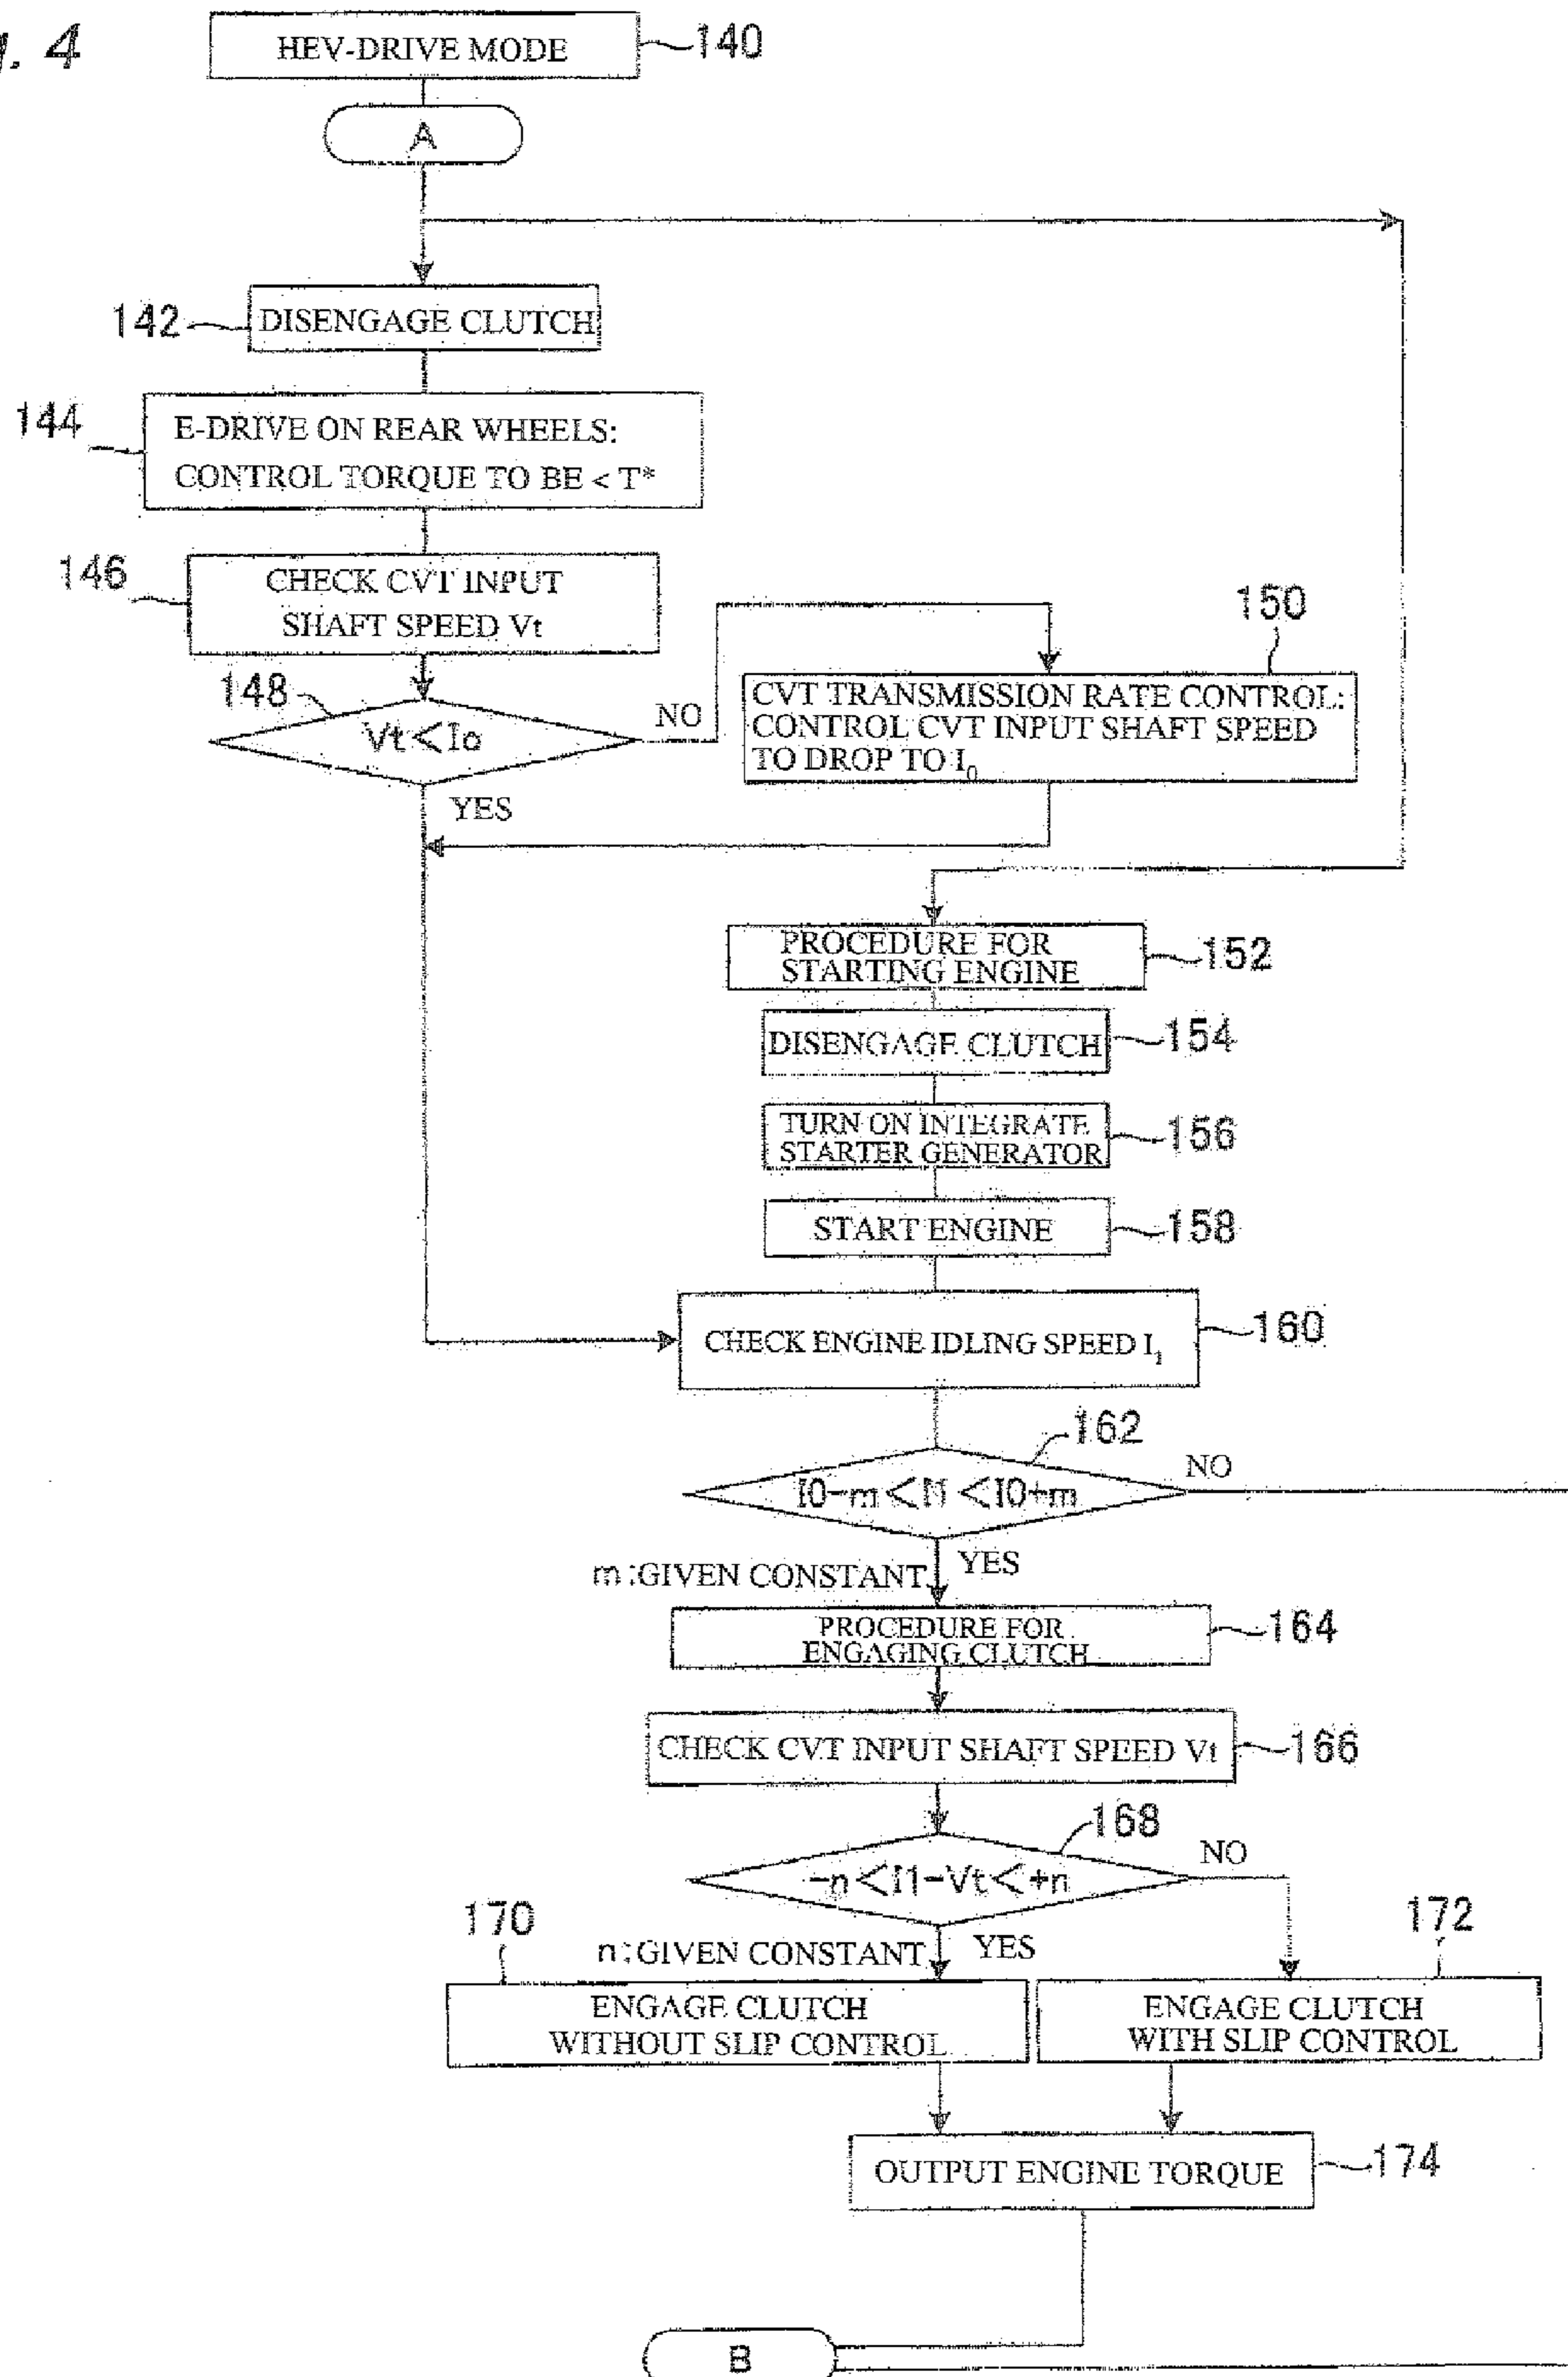 g. 4
HEV-DRIVE MODE
140
A
142
DISENGAGE CLUTCH
144
E-DRIVE ON REAR WHEELS:
CONTROL TORQUE TO BE < T*
146
CHECK CVT INPUT
SHAFT SPEED Vt
148
Vt<Io
NO
YES
150
CVT TRANSMISSION RATE CONTROL:
CONTROL CVT INPUT SHAFT SPEED
TO DROP TO I₀
PROCEDURE FOR
STARTING ENGINE
152
DISENGAGE CLUTCH
154
TURN ON INTEGRATE
STARTER GENERATOR
156
START ENGINE
158
CHECK ENGINE IDLING SPEED I₁
160
162
I0-m<I1<I0+m
NO
m:GIVEN CONSTANT
YES
PROCEDURE FOR
ENGAGING CLUTCH
164
CHECK CVT INPUT SHAFT SPEED Vt
166
168
-n<I1-Vt<+n
NO
170
n:GIVEN CONSTANT
YES
172
ENGAGE CLUTCH
WITHOUT SLIP CONTROL
ENGAGE CLUTCH
WITH SLIP CONTROL
OUTPUT ENGINE TORQUE
174
B